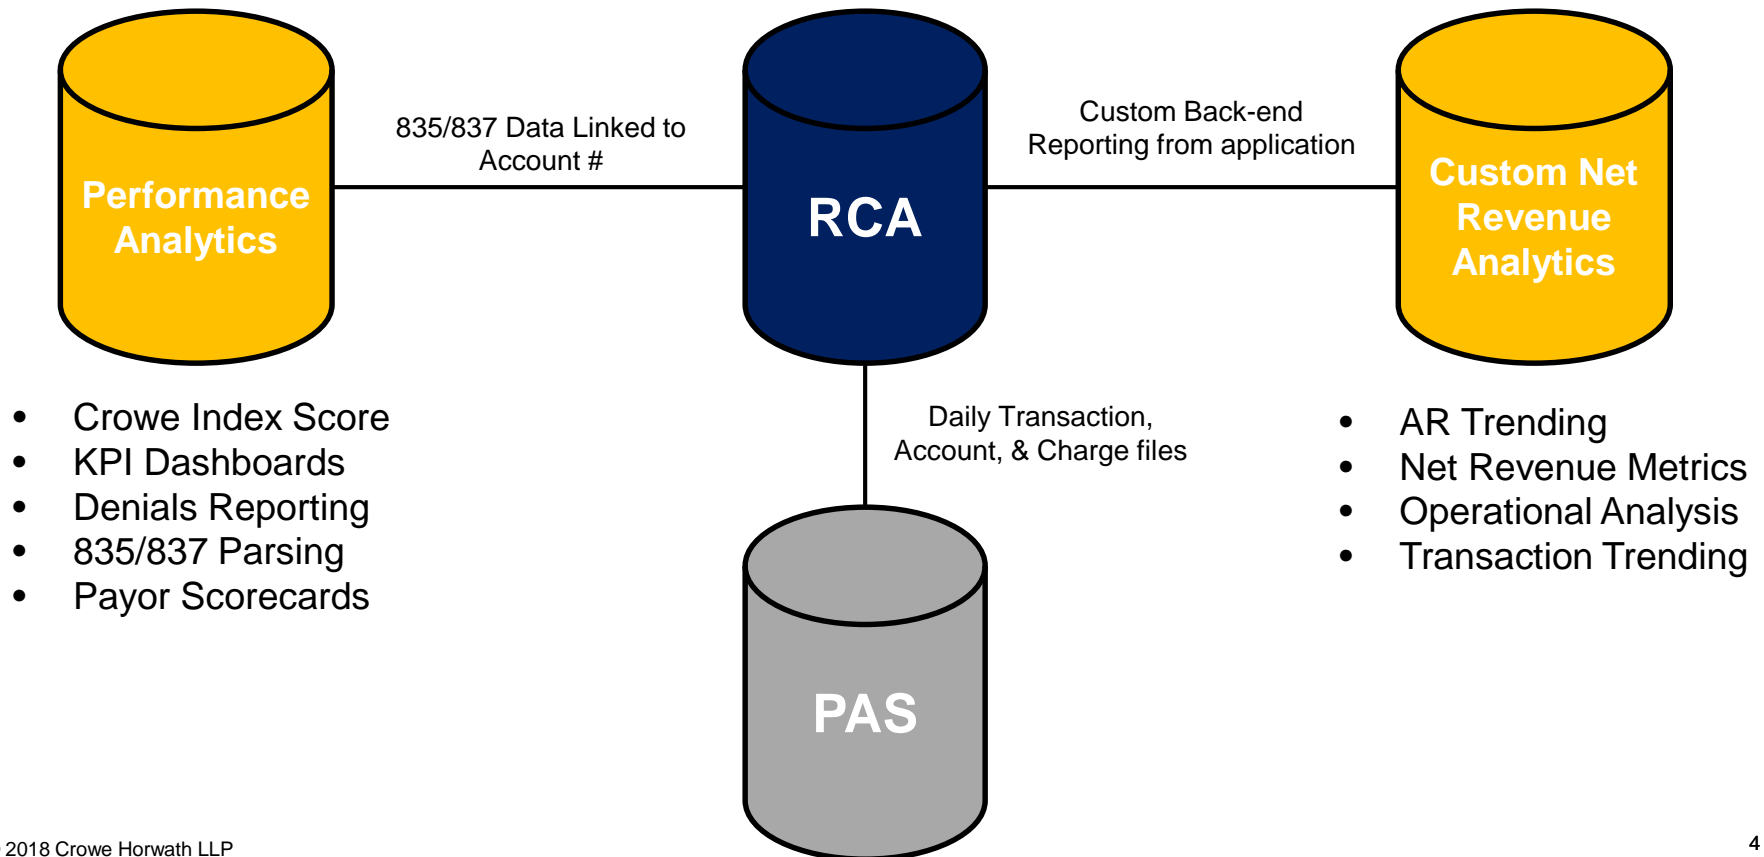 Performance
Analytics
835/837 Data Linked to
Account #
RCA
Custom Back-end
Reporting from application
Custom Net
Revenue
Analytics
• Crowe Index Score
• KPI Dashboards
• Denials Reporting
• 835/837 Parsing
• Payor Scorecards
Daily Transaction,
Account, & Charge files
• AR Trending
• Net Revenue Metrics
• Operational Analysis
• Transaction Trending
PAS
2018 Crowe Horwath LLP
4